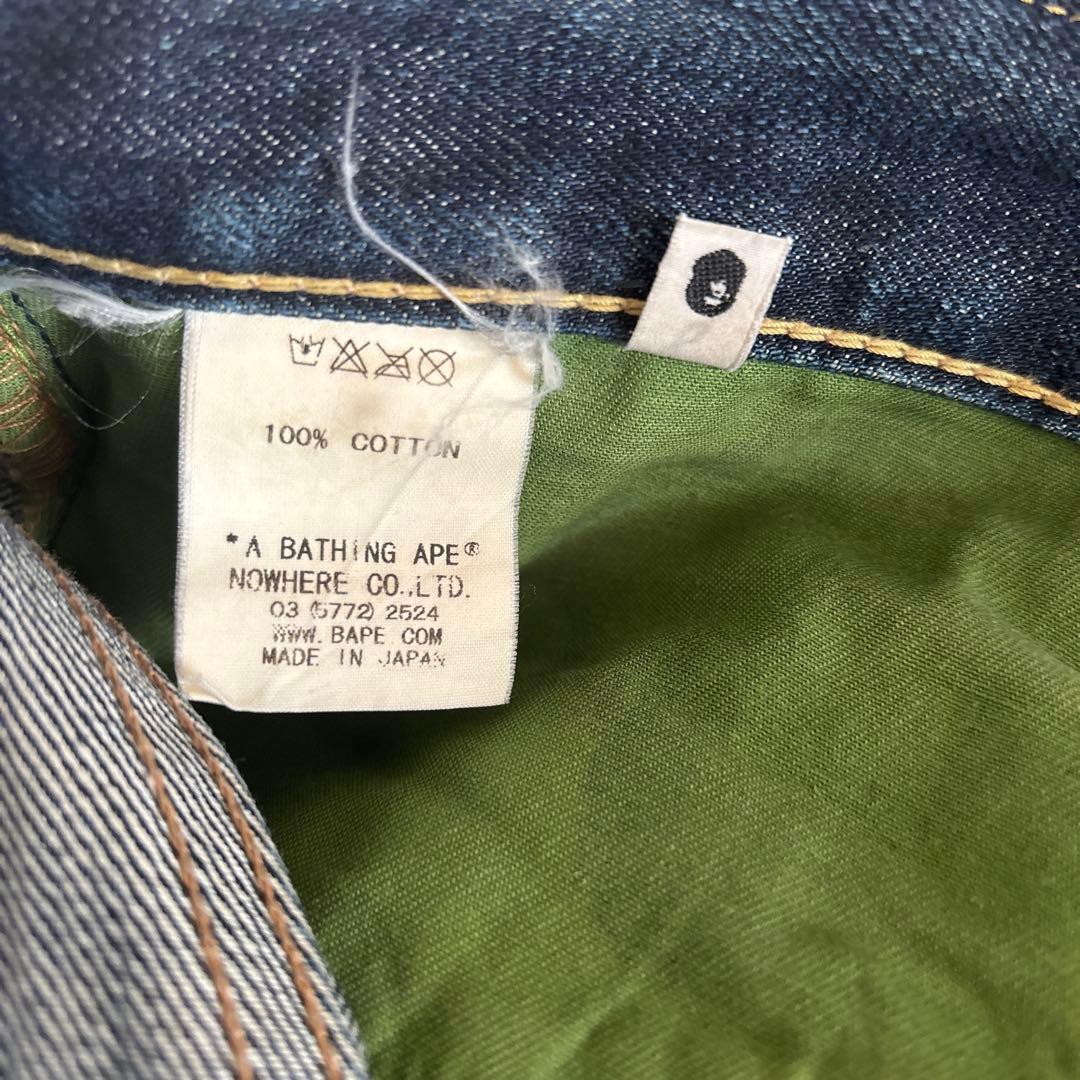 100% COTTON
*A BATHING APE®
NOWHERE CO.,LTD.
03 (5772) 2524
WWW. BAPE COM
MADE IN JAPAN